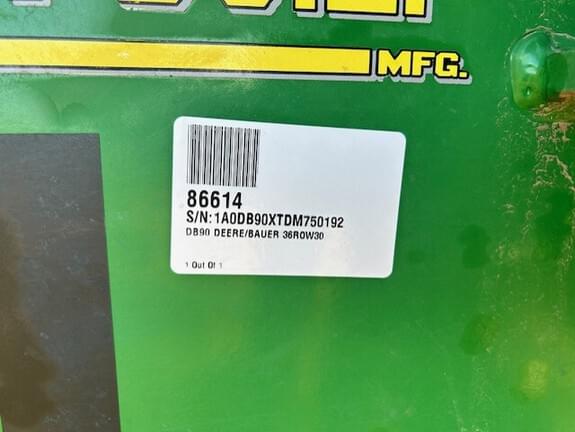 MFG.
86614
S/N:1A0DB90XTDM750192
DB90 DEERE/BAUER 36ROW30
1 Out Of 1